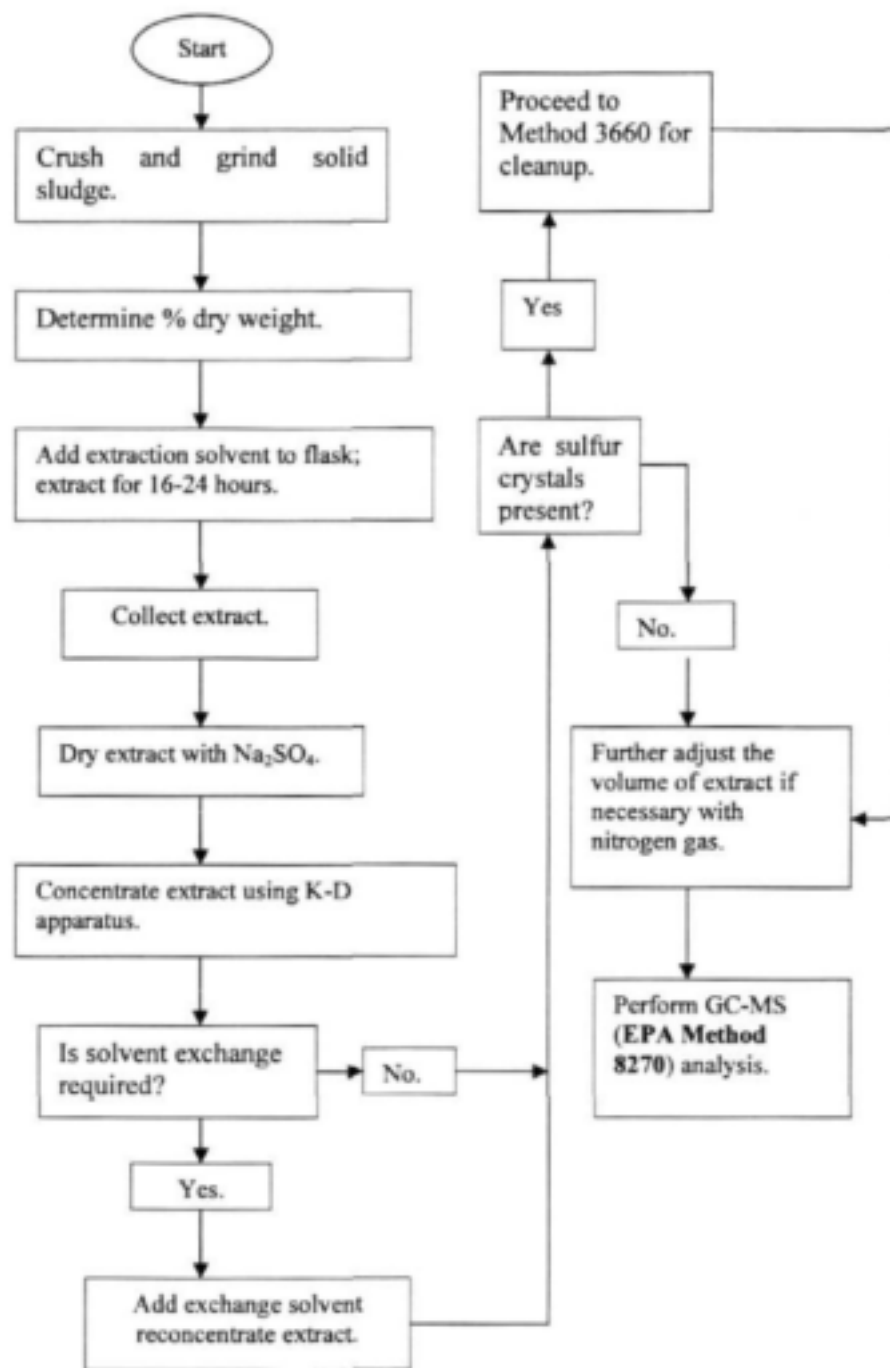 Start
Crush and grind solid
sludge.
Determine % dry weight.
Add extraction solvent to flask;
extract for 16-24 hours.
Collect extract.
Dry extract with Na₂SO₄.
Concentrate extract using K-D
apparatus.
Is solvent exchange
required?
No.
Yes.
Add exchange solvent
reconcentrate extract.
Proceed to
Method 3660 for
cleanup.
Yes
Are sulfur
crystals
present?
No.
Further adjust the
volume of extract if
necessary with
nitrogen gas.
Perform GC-MS
(EPA Method
8270) analysis.